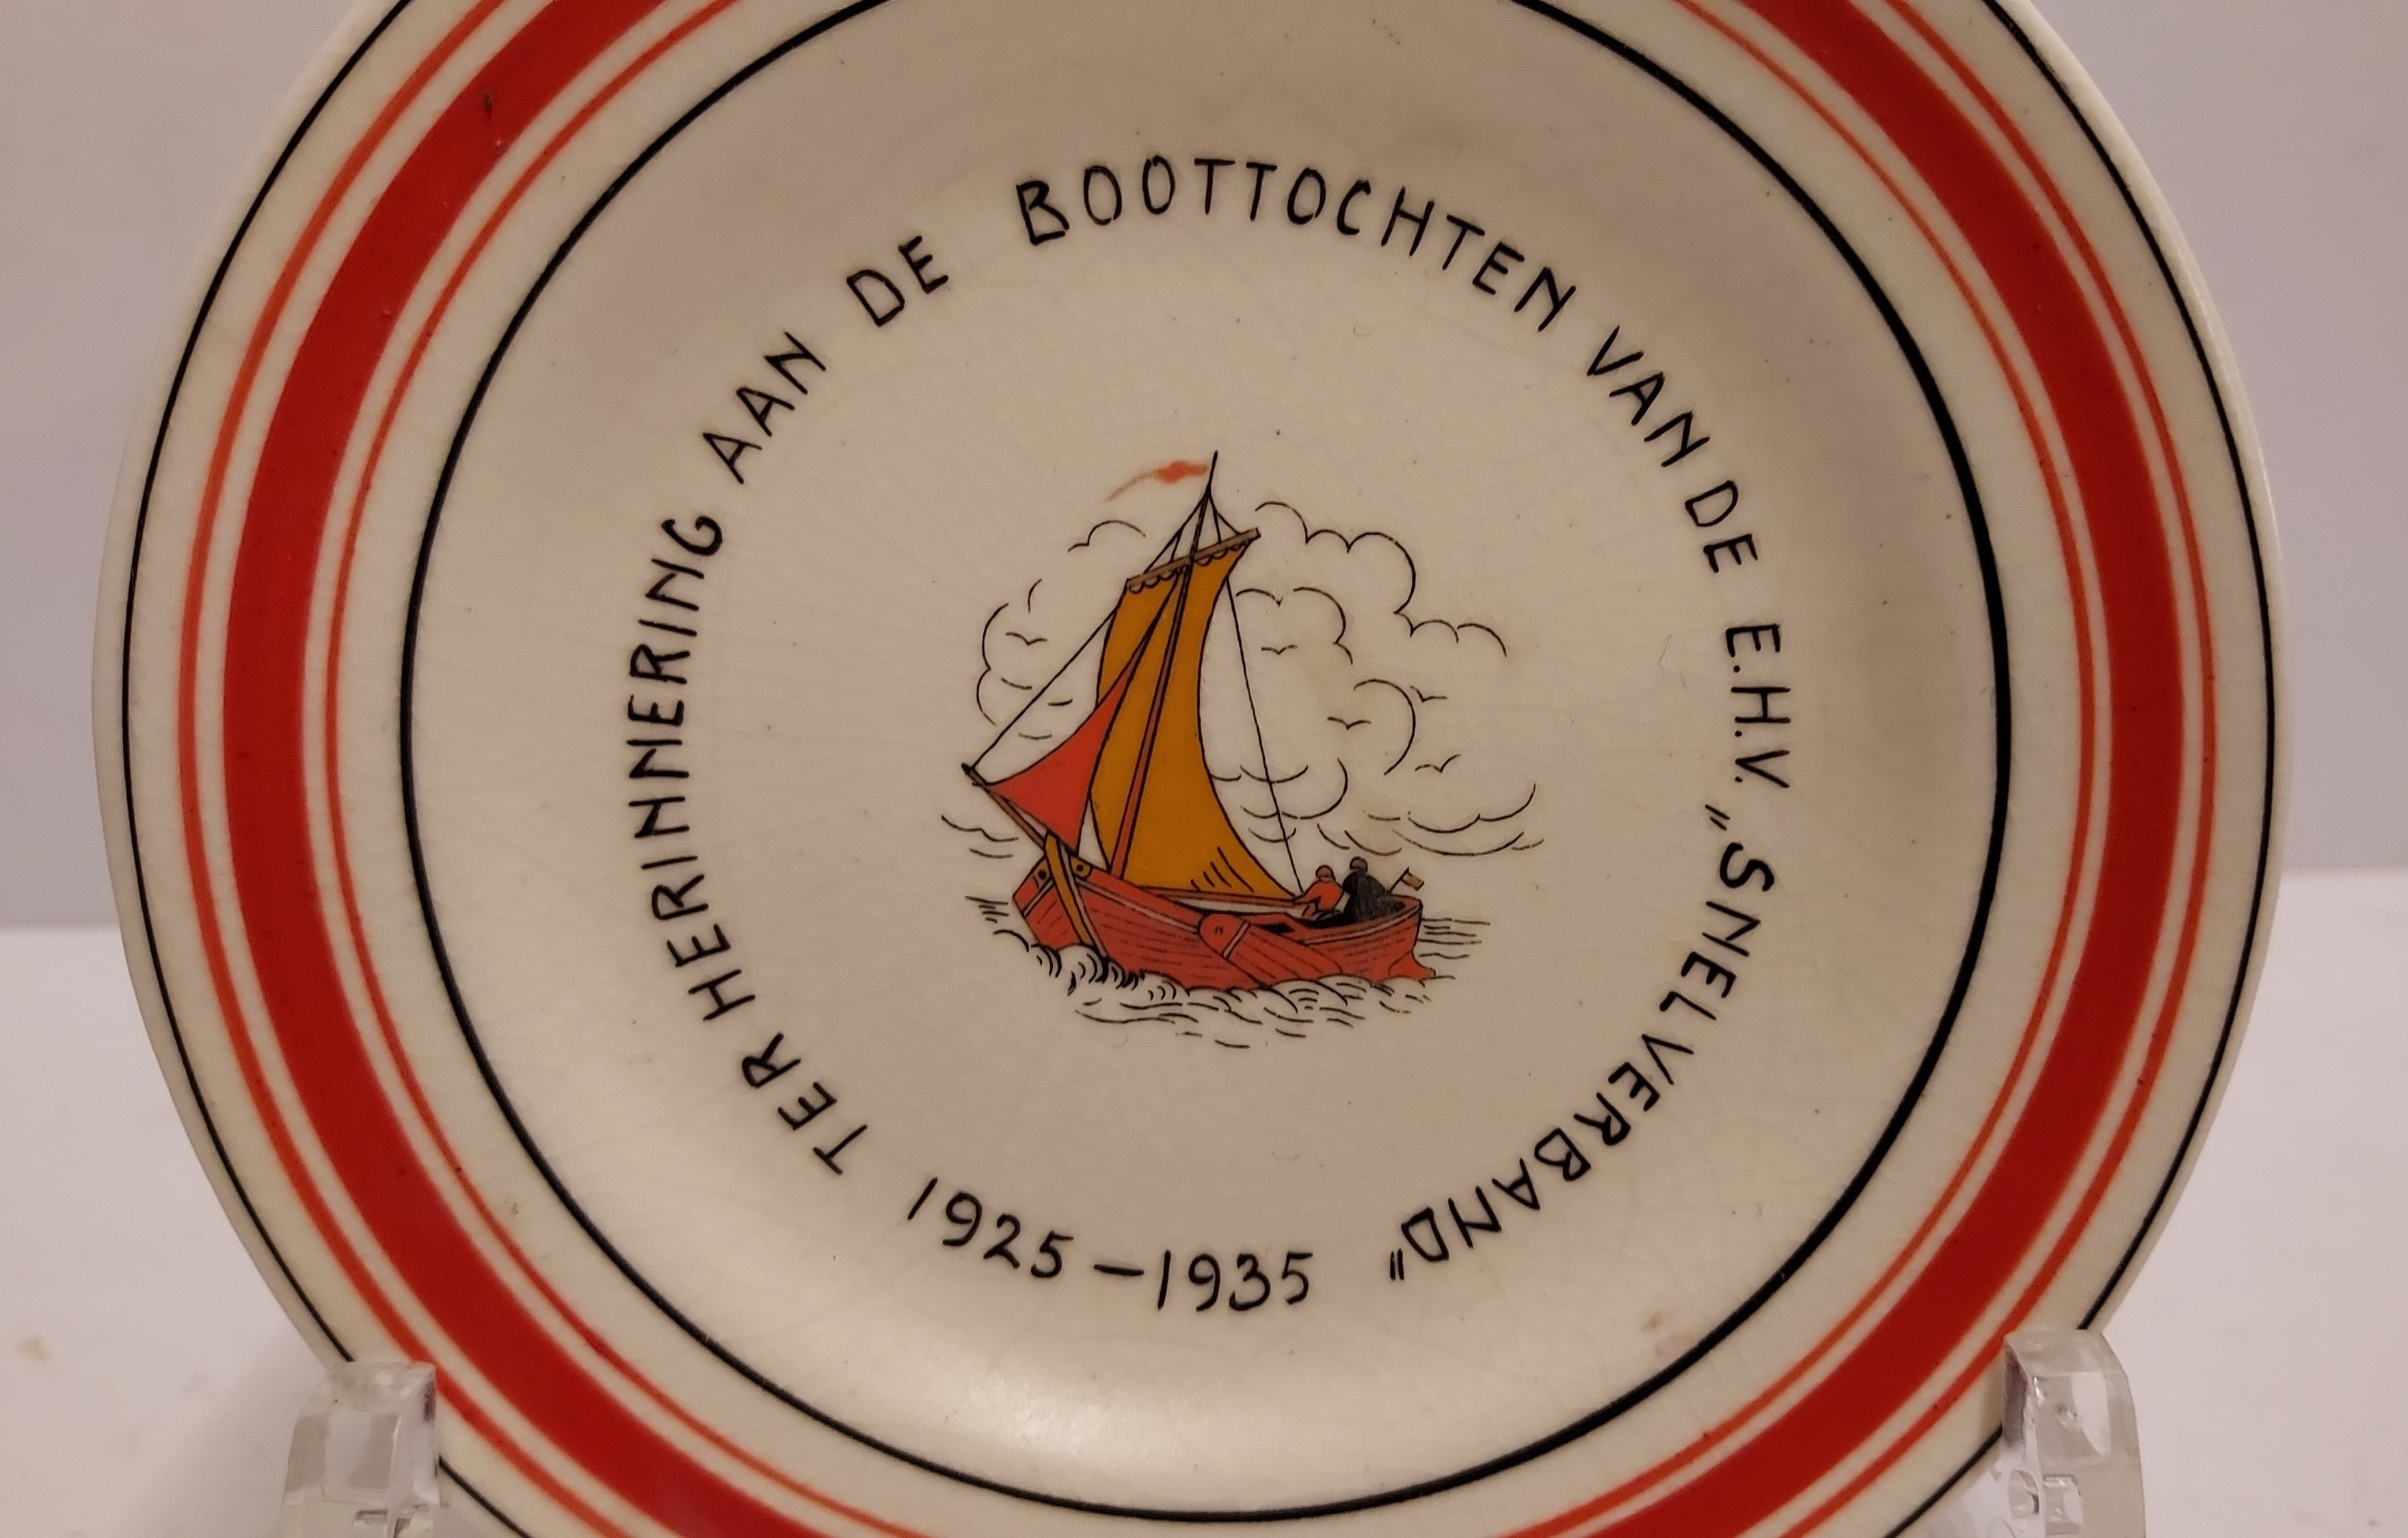 TER HERINNERING AAN DE BOOTTOCHTEN VAN DE E.H.V. „SNELVERBAND"
1925-1935